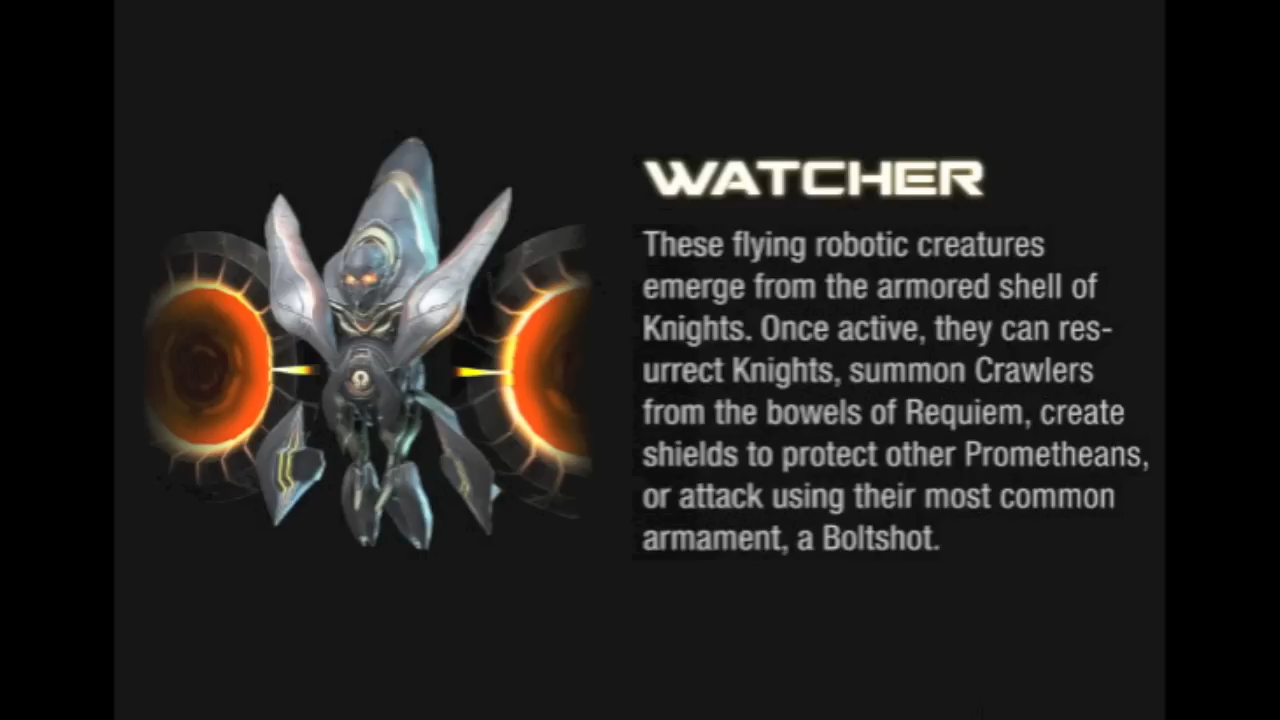 WATCHER
These flying robotic creatures
emerge from the armored shell of
Knights. Once active, they can res-
urrect Knights, summon Crawlers
from the bowels of Requiem, create
shields to protect other Prometheans,
or attack using their most common
armament, a Boltshot.